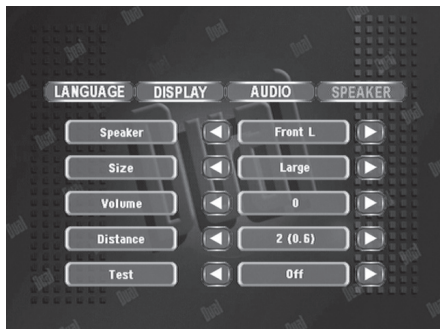 LANGUAGE DISPLAY AUDIO SPEAKER
Speaker Front L
Size Large
Volume 0
Distance 2 (0.6)
Test Off